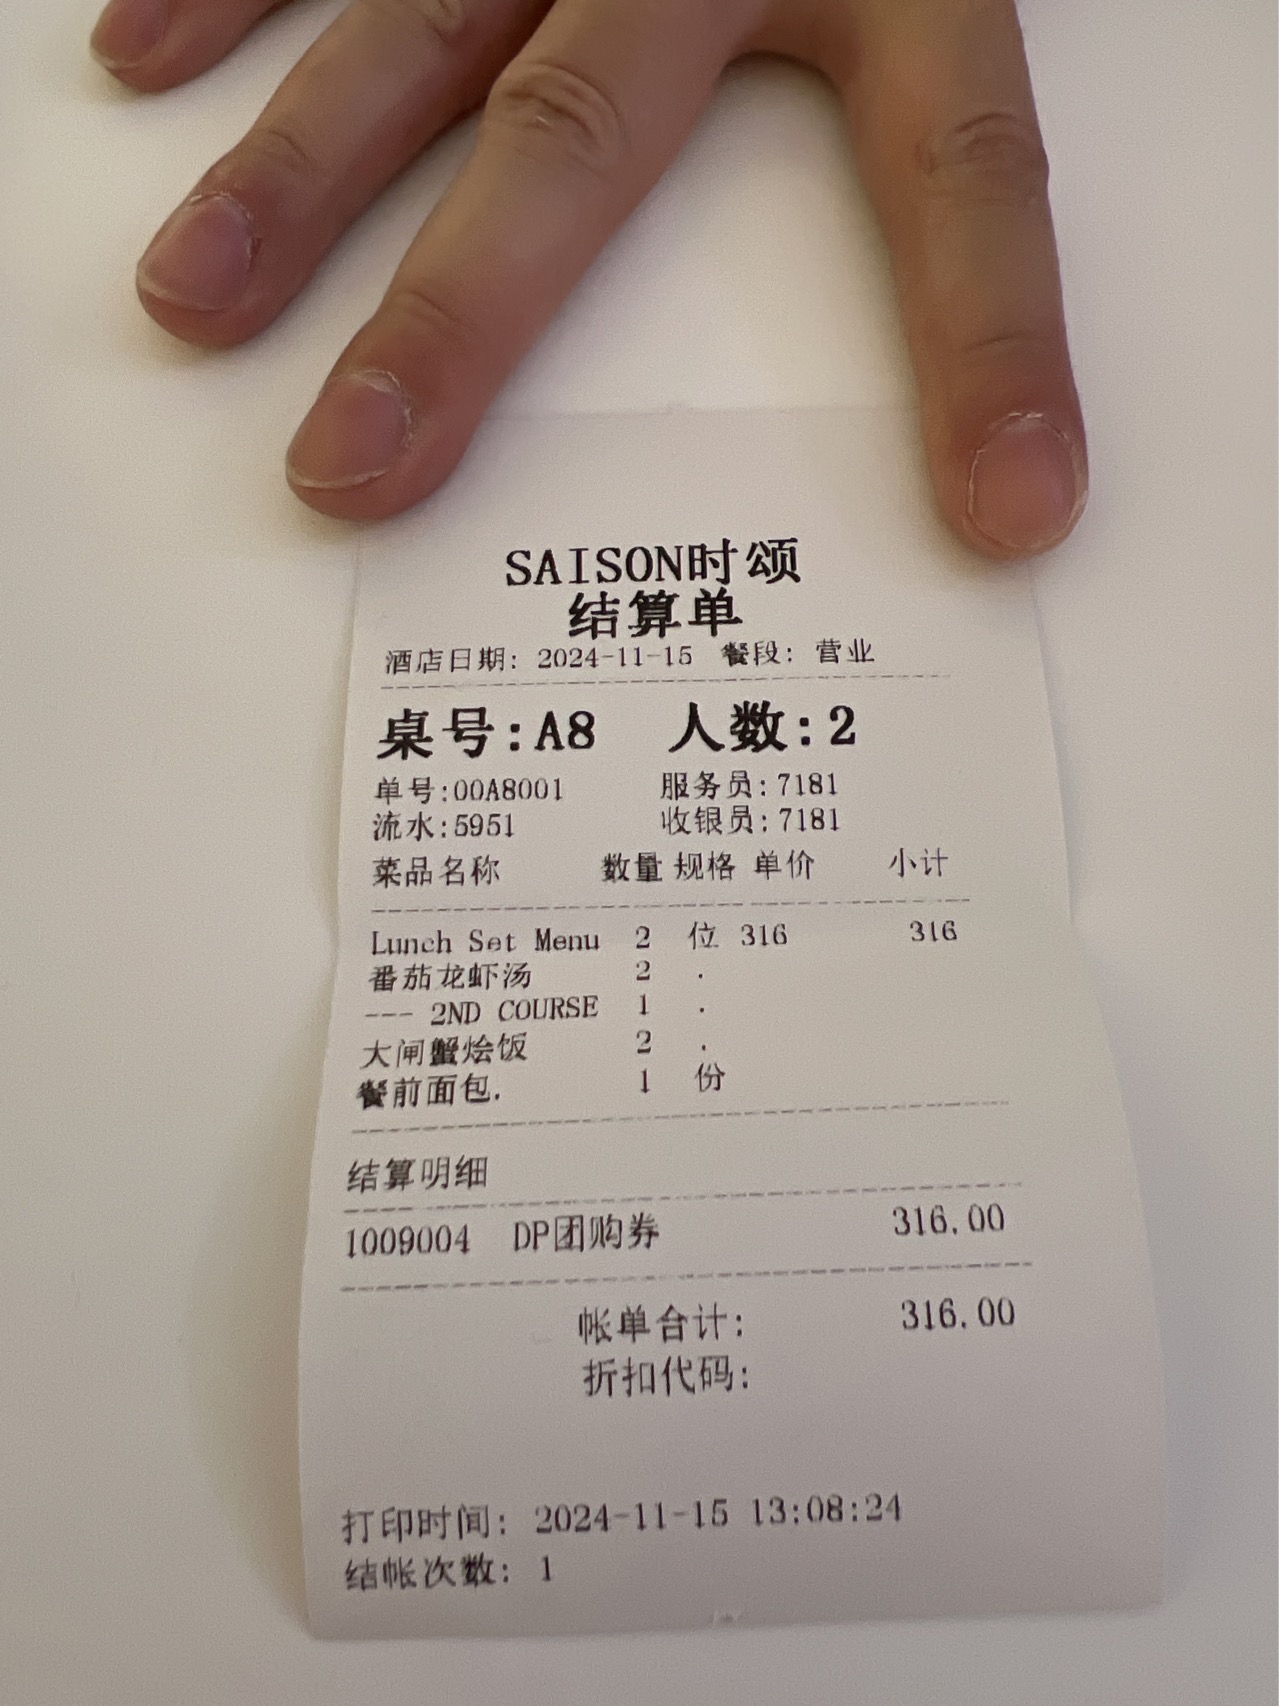 SAISON时颂
结算单
酒店日期: 2024-11-15 餐段: 营业
桌号:A8 人数:2
单号:00A8001 服务员:7181
流水:5951 收银员:7181
菜品名称 数量 规格 单价 小计
Lunch Set Menu 2 位 316 316
番茄龙虾汤 2 .
--- 2ND COURSE 1 .
大闸蟹烩饭 2 .
餐前面包. 1 份
结算明细
1009004 DP团购券 316.00
帐单合计: 316.00
折扣代码:
打印时间: 2024-11-15 13:08:24
结帐次数: 1